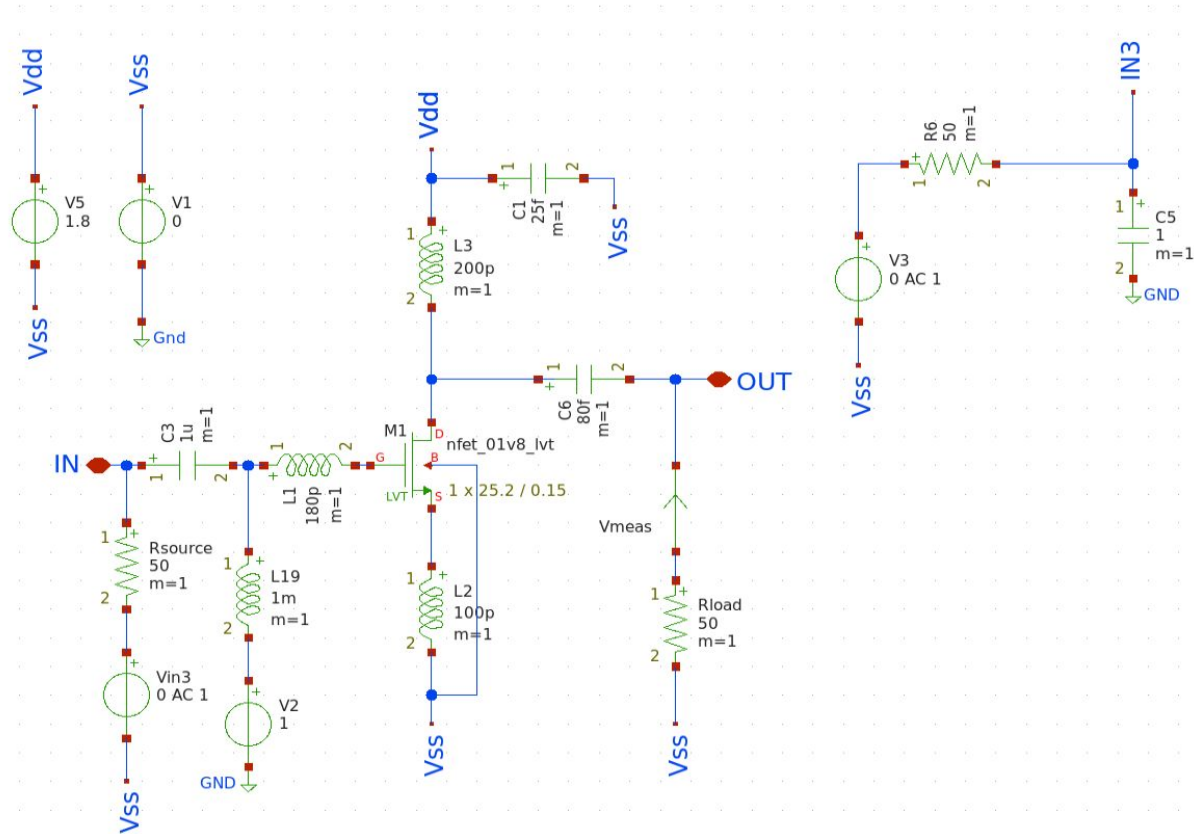 Vdd
V5
1.8
+
Vss
Vss
V1
0
+
Gnd
Vdd
1
2
+
C1
25f
m=1
Vss
1
+
L3
200p
m=1
2
1
2
+
C6
80f
m=1
OUT
M1
D
nfet_01v8_lvt
G
B
LVT
S
1 x 25.2 / 0.15
IN
C3
1u
m=1
+
1
2
1
2
+
L1
180p
m=1
1
+
Rsource
50
m=1
2
+
Vin3
0 AC 1
Vss
1
+
L19
1m
m=1
2
+
V2
1
GND
1
+
L2
100p
m=1
2
Vss
Vmeas
1
+
Rload
50
m=1
2
Vss
IN3
R6
50
m=1
+
1
2
1
+
C5
1
m=1
2
GND
+
V3
0 AC 1
Vss